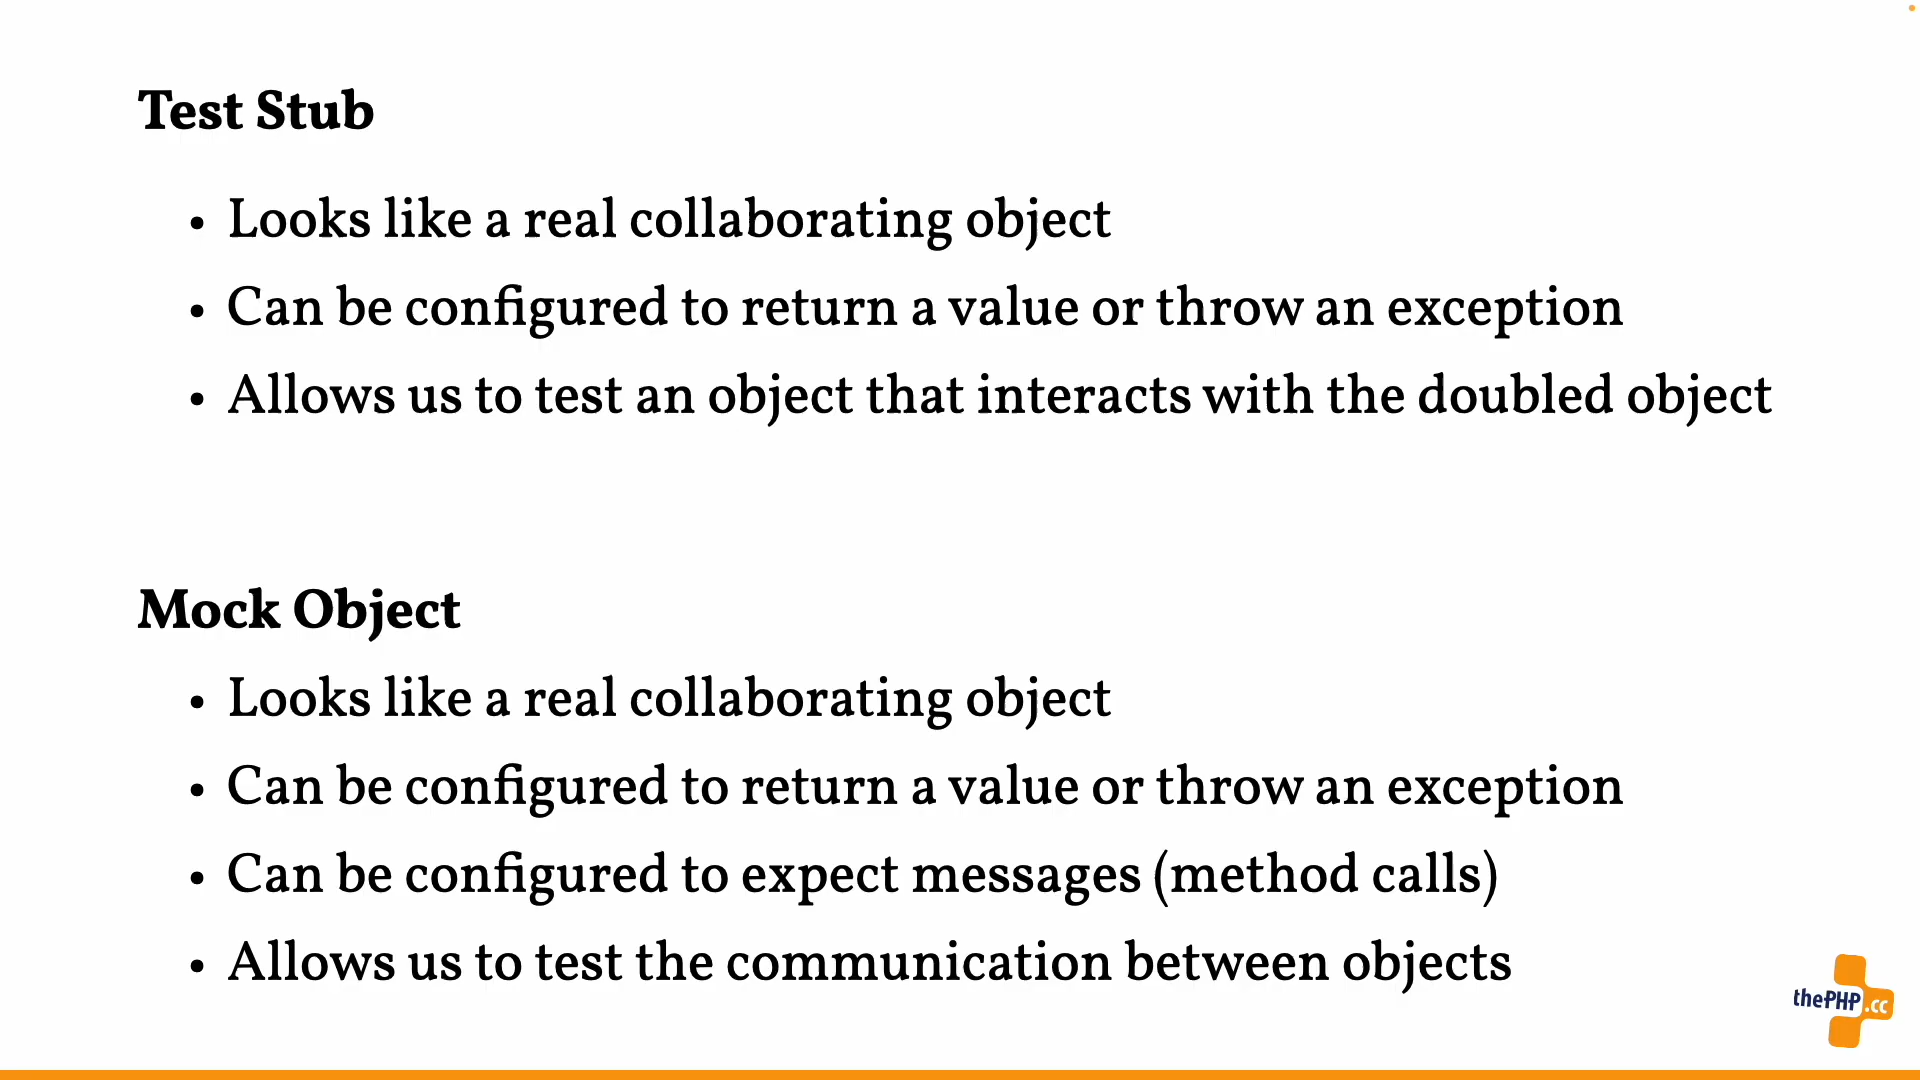 Test Stub
• Looks like a real collaborating object
• Can be configured to return a value or throw an exception
• Allows us to test an object that interacts with the doubled object
Mock Object
• Looks like a real collaborating object
• Can be configured to return a value or throw an exception
• Can be configured to expect messages (method calls)
• Allows us to test the communication between objects
thePHP.cc